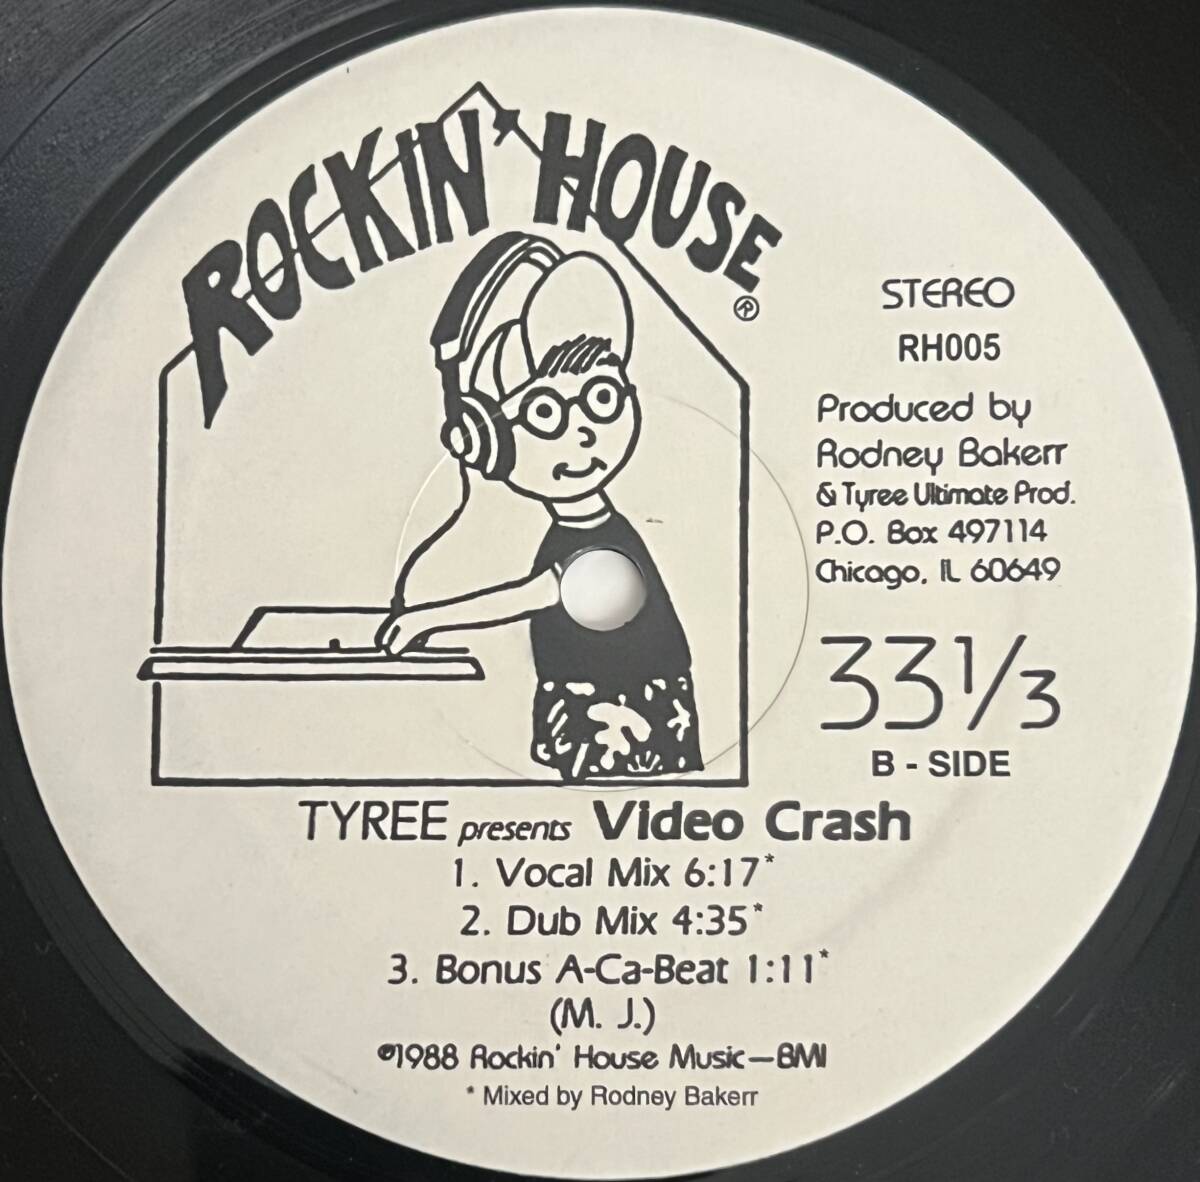 ROCKIN' HOUSE ®
STEREO
RH005
Produced by
Rodney Bakerr
& Tyree Ultimate Prod.
P.O. Box 497114
Chicago, IL 60649
33 1/3
B - SIDE
TYREE presents Video Crash
1. Vocal Mix 6:17*
2. Dub Mix 4:35*
3. Bonus A-Ca-Beat 1:11*
(M. J.)
©1988 Rockin' House Music—BMI
* Mixed by Rodney Bakerr